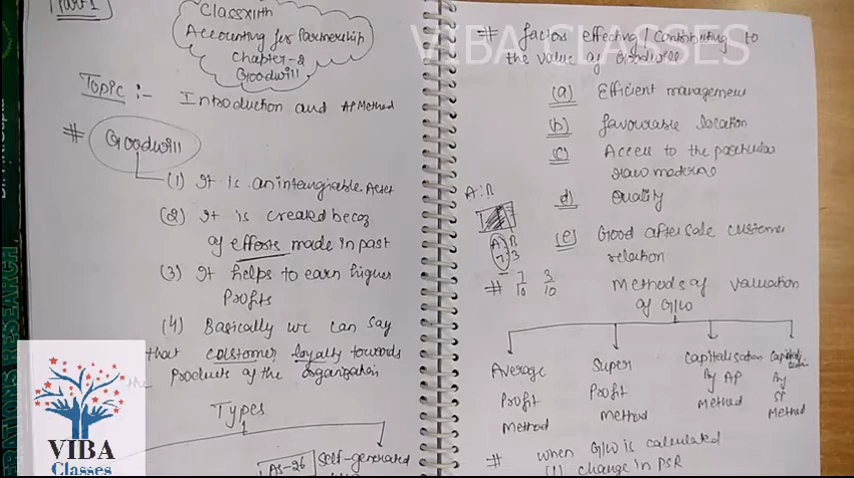 Part 1
Class XIIth
Accounting for Partnership
Chapter-2
Goodwill
Topic :- Introduction and AP Method
# Goodwill
(1) It is an intangiable Asset
(2) It is created becoz
of efforts made in past
(3) It helps to earn higher
Profits
(4) Basically we can say
that customer loyalty towards
the Products of the organization
Types
AS-26 Self-generated
VIBA
Classes
VIBA CLASSES
# factors effecting / Contributing to
the value of Goodwill
(a) Efficient management
(b) favourable location
(c) Access to the particular
raw material
(d) Quality
(e) Good after sale customer
relation
A:B
A B
7:3
7/10 3/10
# Methods of valuation
of G/W
Average
Profit
Method
Super
Profit
Method
Capitalisation
By AP
Method
By
SP
Method
# when G/W is calculated
(1) change in PSR